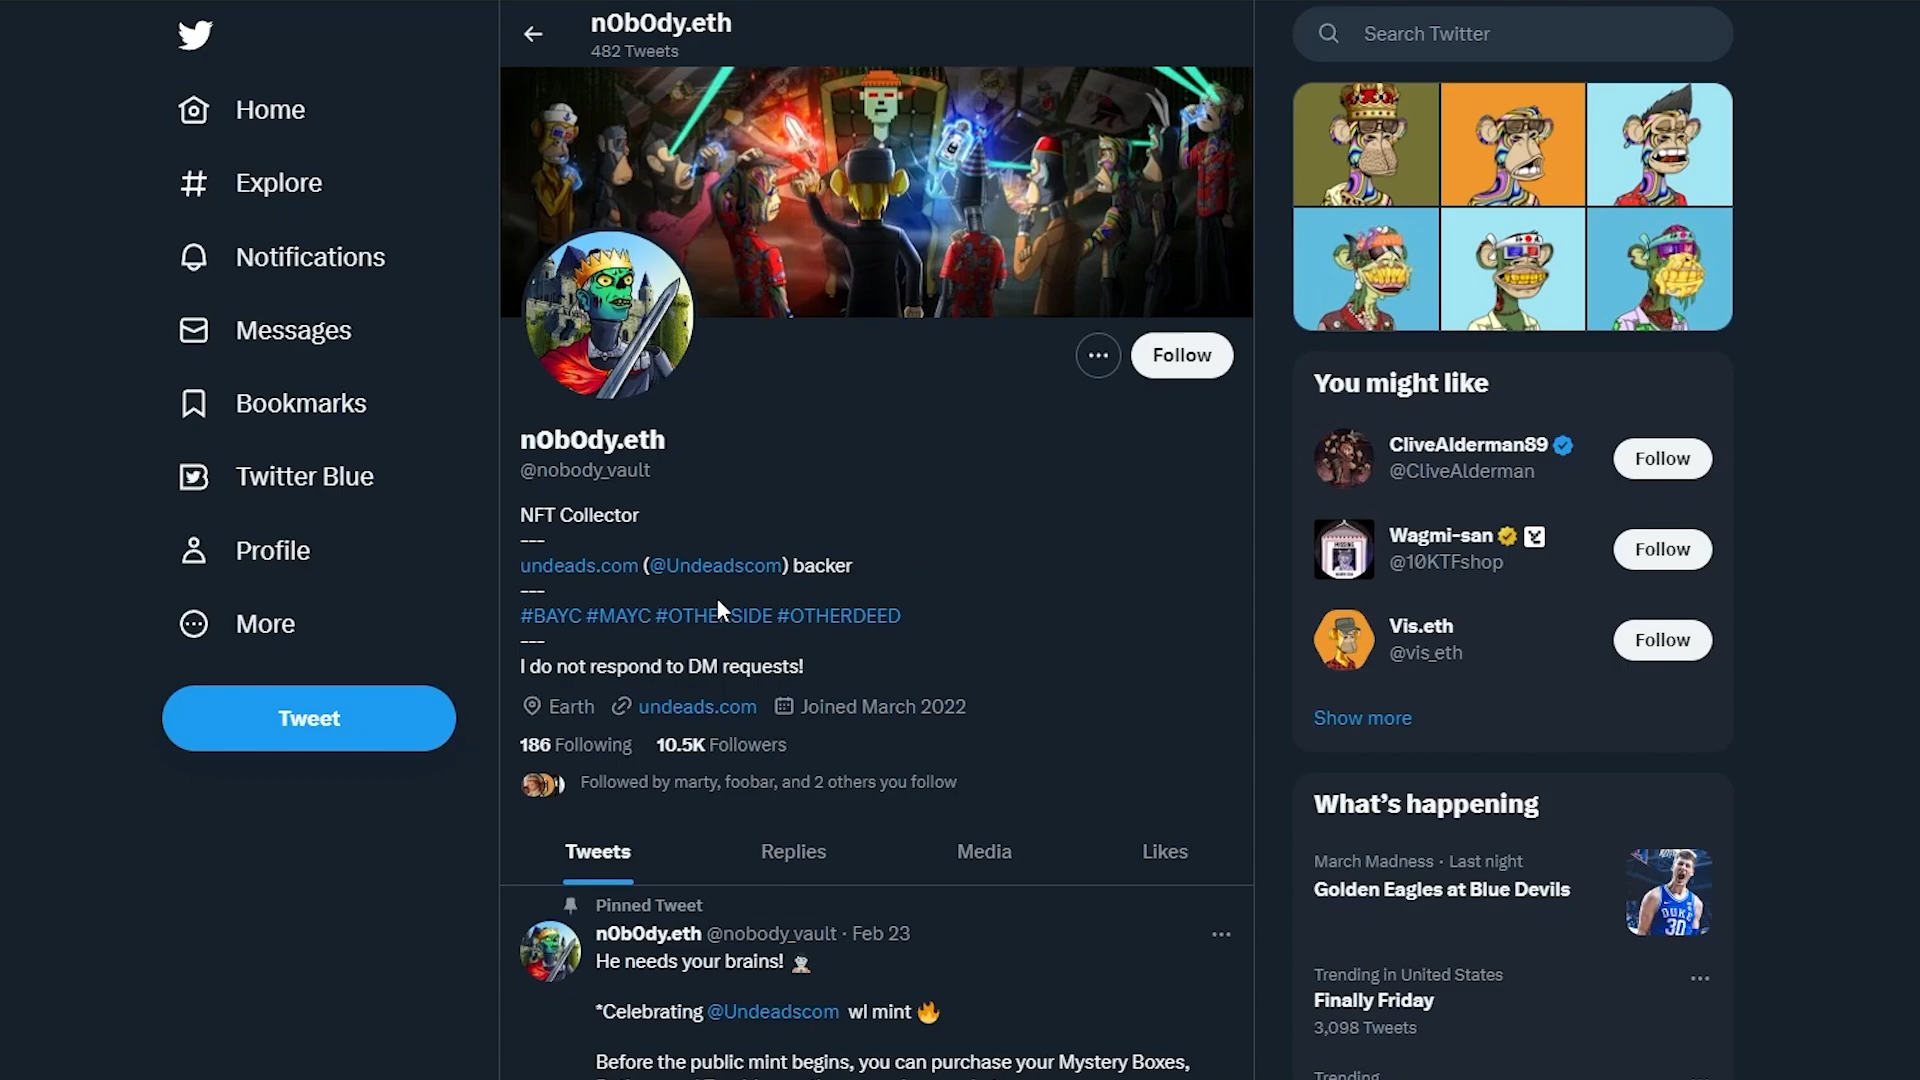 Home
Explore
Notifications
Messages
Bookmarks
Twitter Blue
Profile
More
Tweet
n0b0dy.eth
482 Tweets
Follow
n0b0dy.eth
@nobody_vault
NFT Collector
---
undeads.com (@Undeadscom) backer
---
#BAYC #MAYC #OTHERSIDE #OTHERDEED
---
I do not respond to DM requests!
Earth undeads.com Joined March 2022
186 Following 10.5K Followers
Followed by marty, foobar, and 2 others you follow
Tweets Replies Media Likes
Pinned Tweet
n0b0dy.eth @nobody_vault · Feb 23
He needs your brains!
*Celebrating @Undeadscom wl mint
Before the public mint begins, you can purchase your Mystery Boxes,
Search Twitter
You might like
CliveAlderman89
@CliveAlderman
Follow
Wagmi-san
@10KTFshop
Follow
Vis.eth
@vis_eth
Follow
Show more
What's happening
March Madness · Last night
Golden Eagles at Blue Devils
DUKE
30
Trending in United States
Finally Friday
3,098 Tweets
Trending